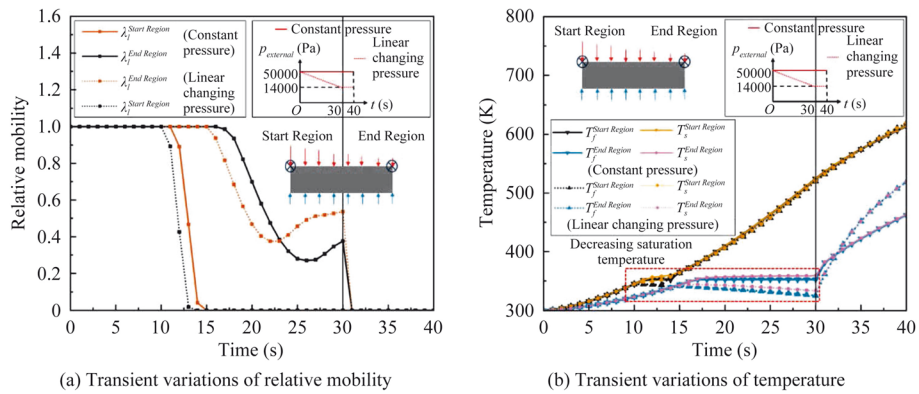 1.6
1.4
1.2
1.0
0.8
0.6
0.4
0.2
0
Relative mobility
λ_l^Start Region
λ_l^End Region
(Constant pressure)
λ_l^End Region
λ_l^Start Region
(Linear changing pressure)
Constant pressure
p_external (Pa)
Linear changing pressure
50000
14000
O
30
40
t (s)
Start Region
End Region
0 5 10 15 20 25 30 35 40
Time (s)
(a) Transient variations of relative mobility
800
700
600
500
400
300
Temperature (K)
Start Region
End Region
Constant pressure
p_external (Pa)
Linear changing pressure
50000
14000
O
30
40
t (s)
T_f^Start Region T_s^Start Region
T_f^End Region T_s^End Region
(Constant pressure)
T_f^Start Region T_s^Start Region
T_f^End Region T_s^End Region
(Linear changing pressure)
Decreasing saturation
temperature
0 5 10 15 20 25 30 35 40
Time (s)
(b) Transient variations of temperature